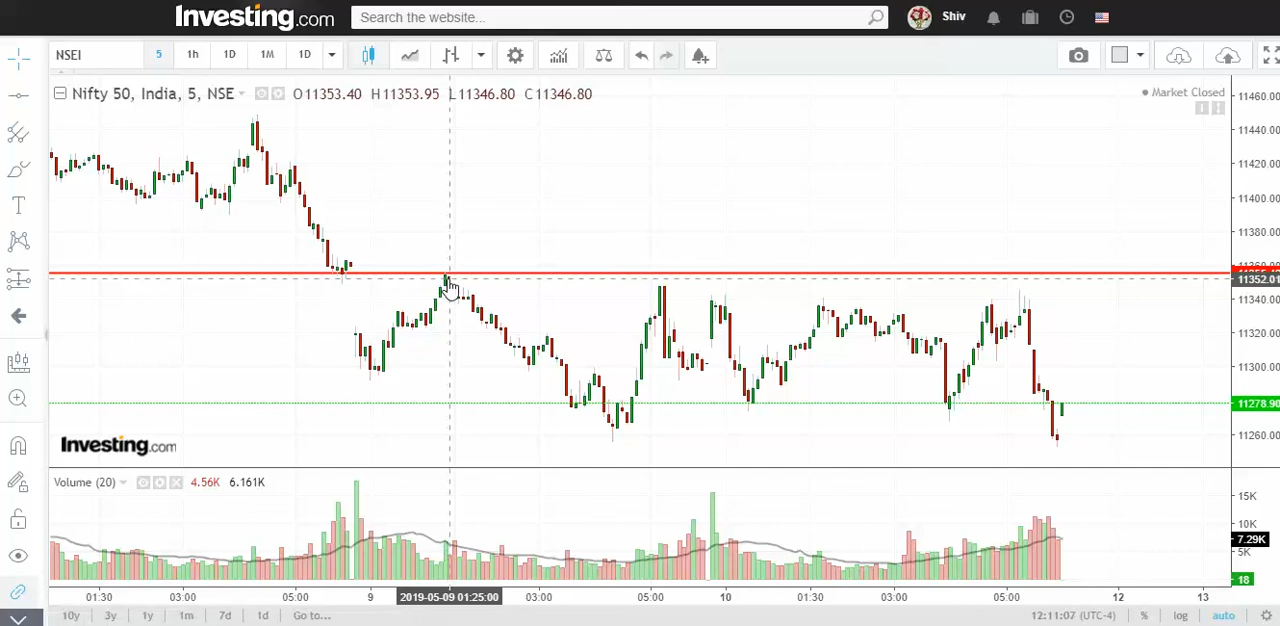 Investing.com
Search the website...
Shiv
NSEI
5
1h
1D
1M
1D
Nifty 50, India, 5, NSE
O11353.40 H11353.95 L11346.80 C11346.80
Market Closed
11460.00
11440.00
11420.00
11400.00
11380.00
11360.00
11352.01
11340.00
11320.00
11300.00
11278.90
11260.00
Investing.com
Volume (20)
4.56K 6.161K
15K
10K
7.29K
5K
18
01:30
03:00
9
2019-05-09 01:25:00
03:00
05:00
10
01:30
03:00
05:00
12
13
10y
3y
1y
1m
7d
1d
Go to...
12:11:07 (UTC-4)
%
log
auto